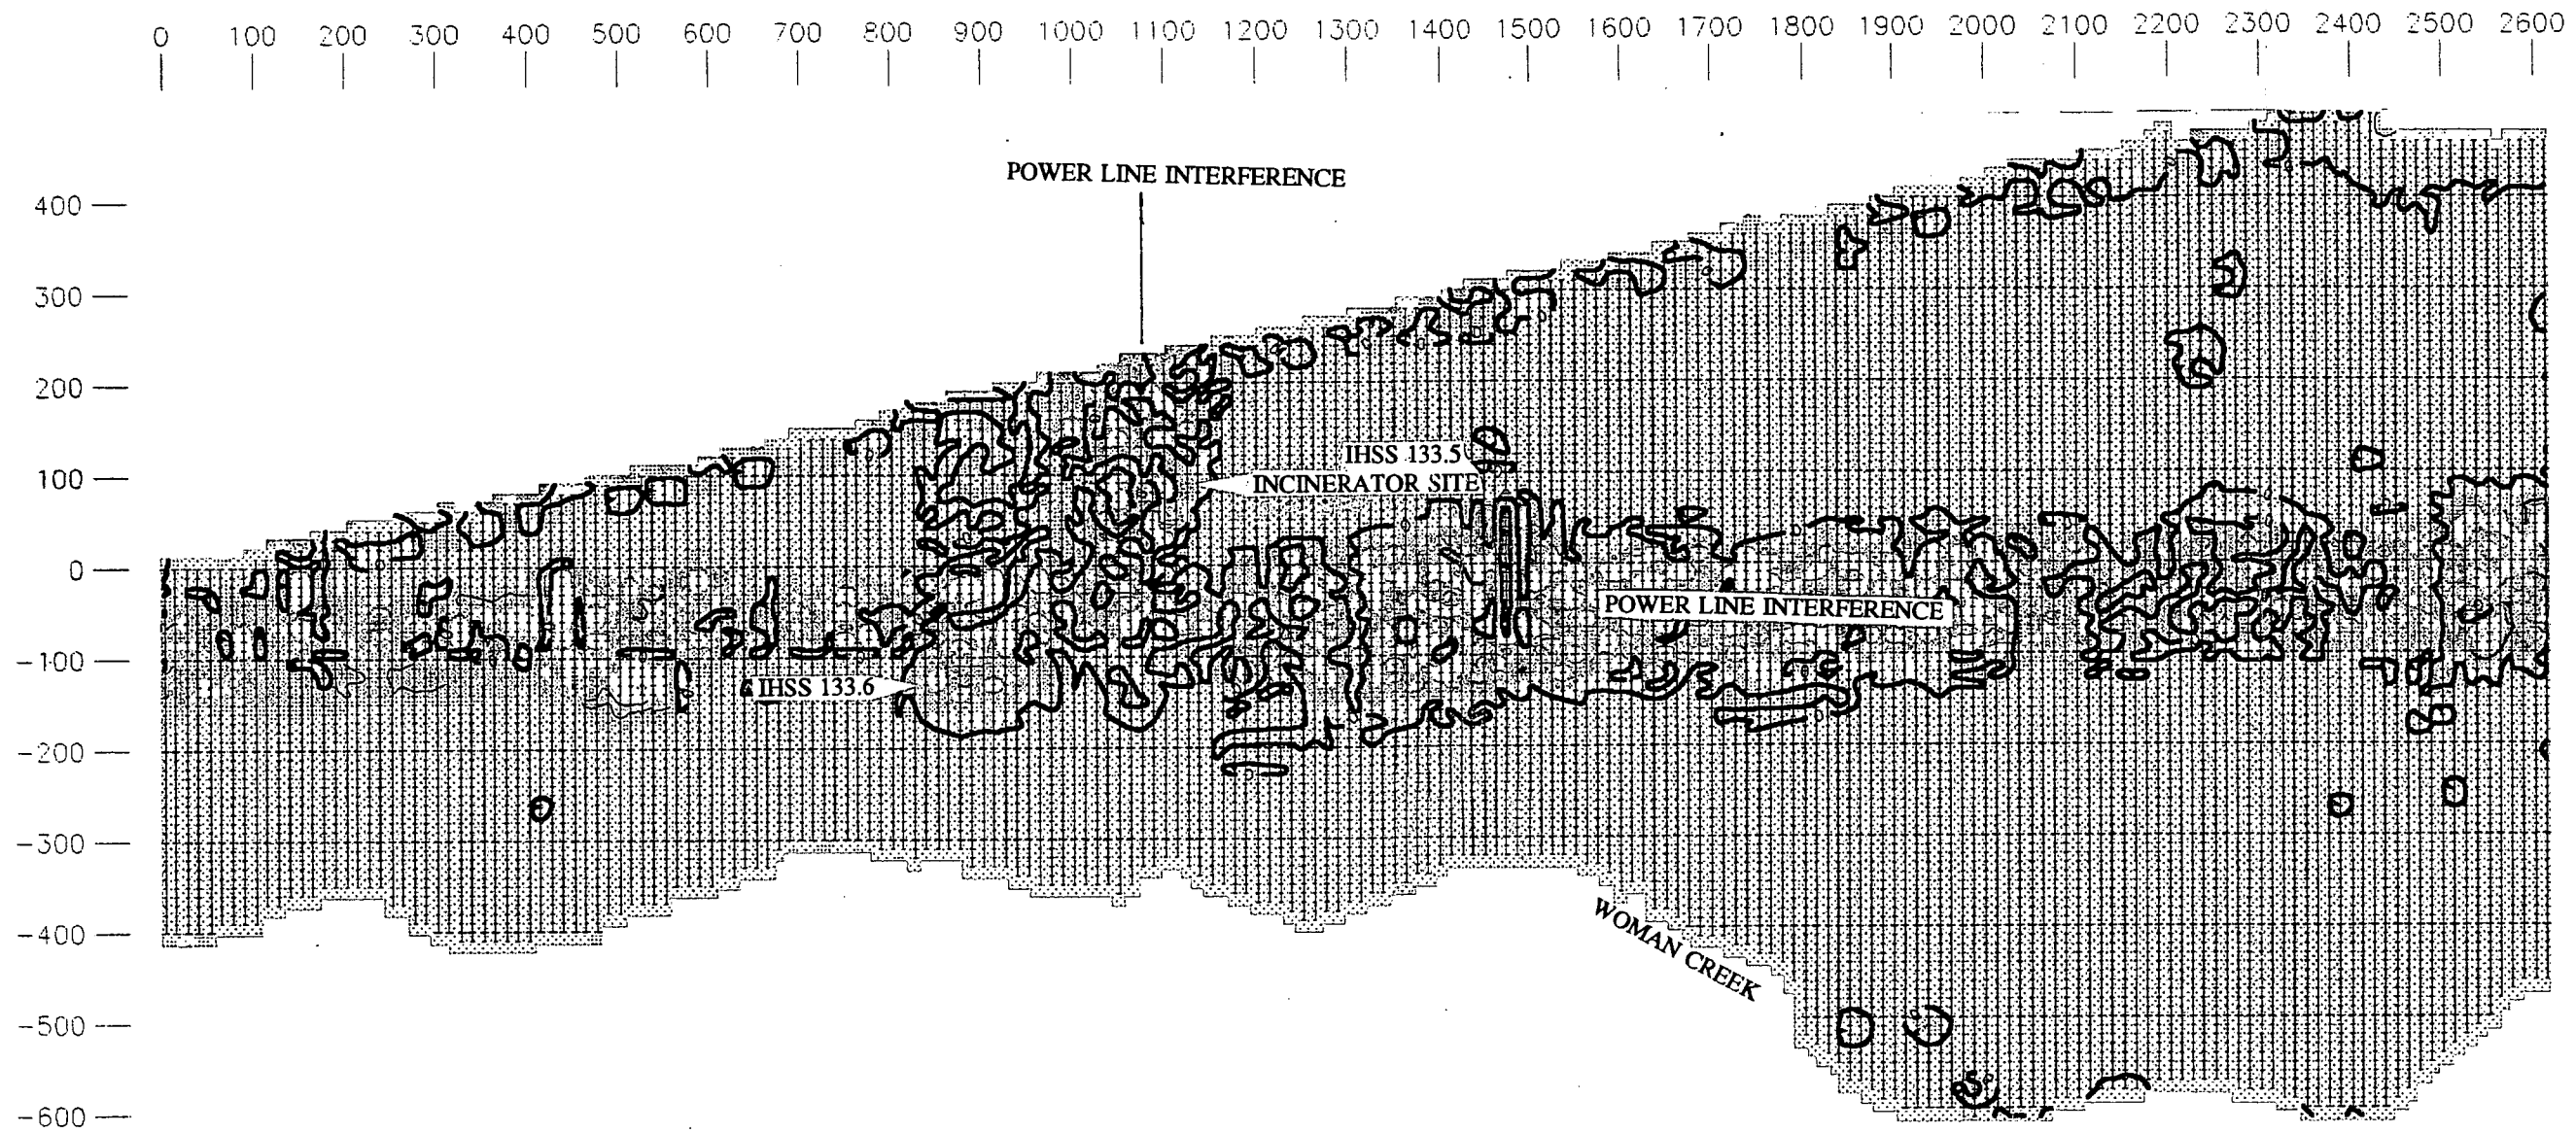 0 100 200 300 400 500 600 700 800 900 1000 1100 1200 1300 1400 1500 1600 1700 1800 1900 2000 2100 2200 2300 2400 2500 2600
POWER LINE INTERFERENCE
400
300
200
100
0
-100
-200
-300
-400
-500
-600
IHSS 133.5
INCINERATOR SITE
POWER LINE INTERFERENCE
IHSS 133.6
WOMAN CREEK